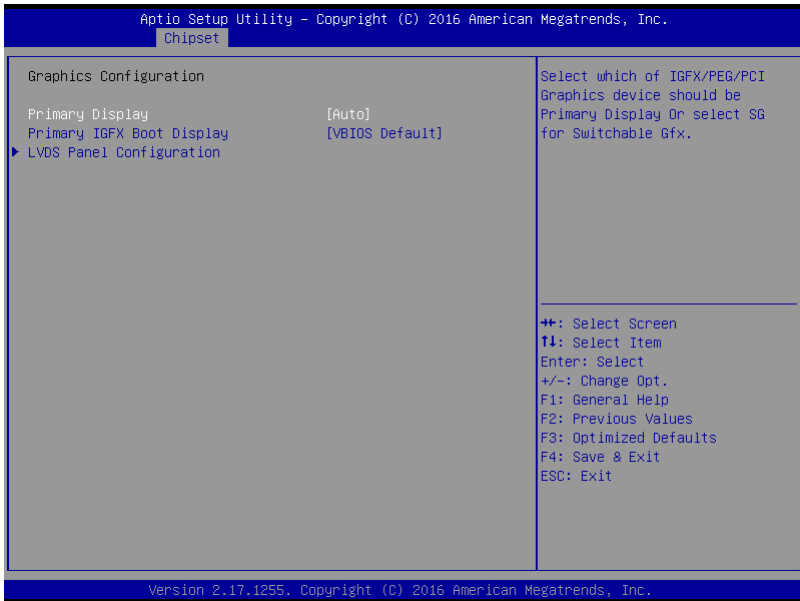 Aptio Setup Utility – Copyright (C) 2016 American Megatrends, Inc.
Chipset
Graphics Configuration
Primary Display [Auto]
Primary IGFX Boot Display [VBIOS Default]
▶ LVDS Panel Configuration
Select which of IGFX/PEG/PCI
Graphics device should be
Primary Display Or select SG
for Switchable Gfx.
→←: Select Screen
↑↓: Select Item
Enter: Select
+/-: Change Opt.
F1: General Help
F2: Previous Values
F3: Optimized Defaults
F4: Save & Exit
ESC: Exit
Version 2.17.1255. Copyright (C) 2016 American Megatrends, Inc.